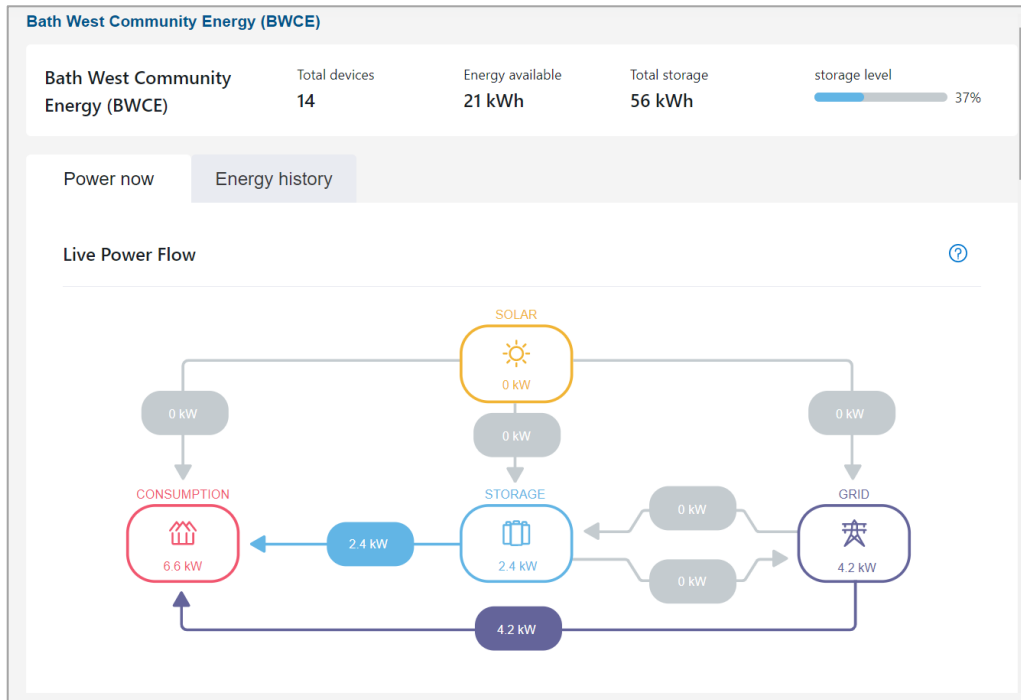 Bath West Community Energy (BWCE)
Bath West Community
Energy (BWCE)
Total devices
14
Energy available
21 kWh
Total storage
56 kWh
storage level
37%
Power now
Energy history
Live Power Flow
?
SOLAR
0 kW
0 kW
0 kW
0 kW
CONSUMPTION
6.6 kW
2.4 kW
STORAGE
2.4 kW
0 kW
0 kW
GRID
4.2 kW
4.2 kW